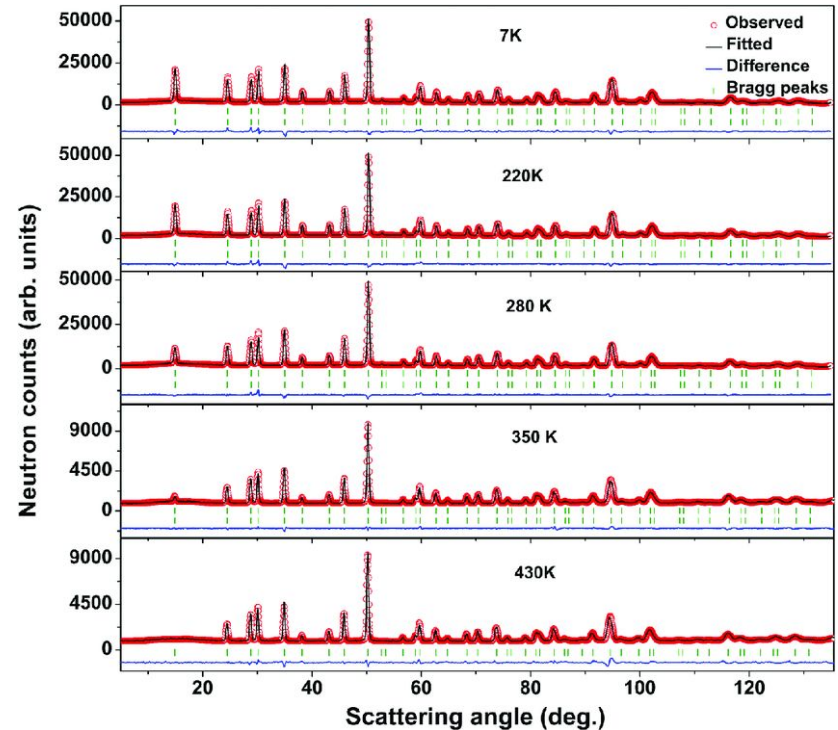 50000
25000
0
7K
Observed
Fitted
Difference
Bragg peaks
50000
25000
0
220K
50000
25000
0
280 K
9000
4500
0
350 K
9000
4500
0
430K
20
40
60
80
100
120
Neutron counts (arb. units)
Scattering angle (deg.)